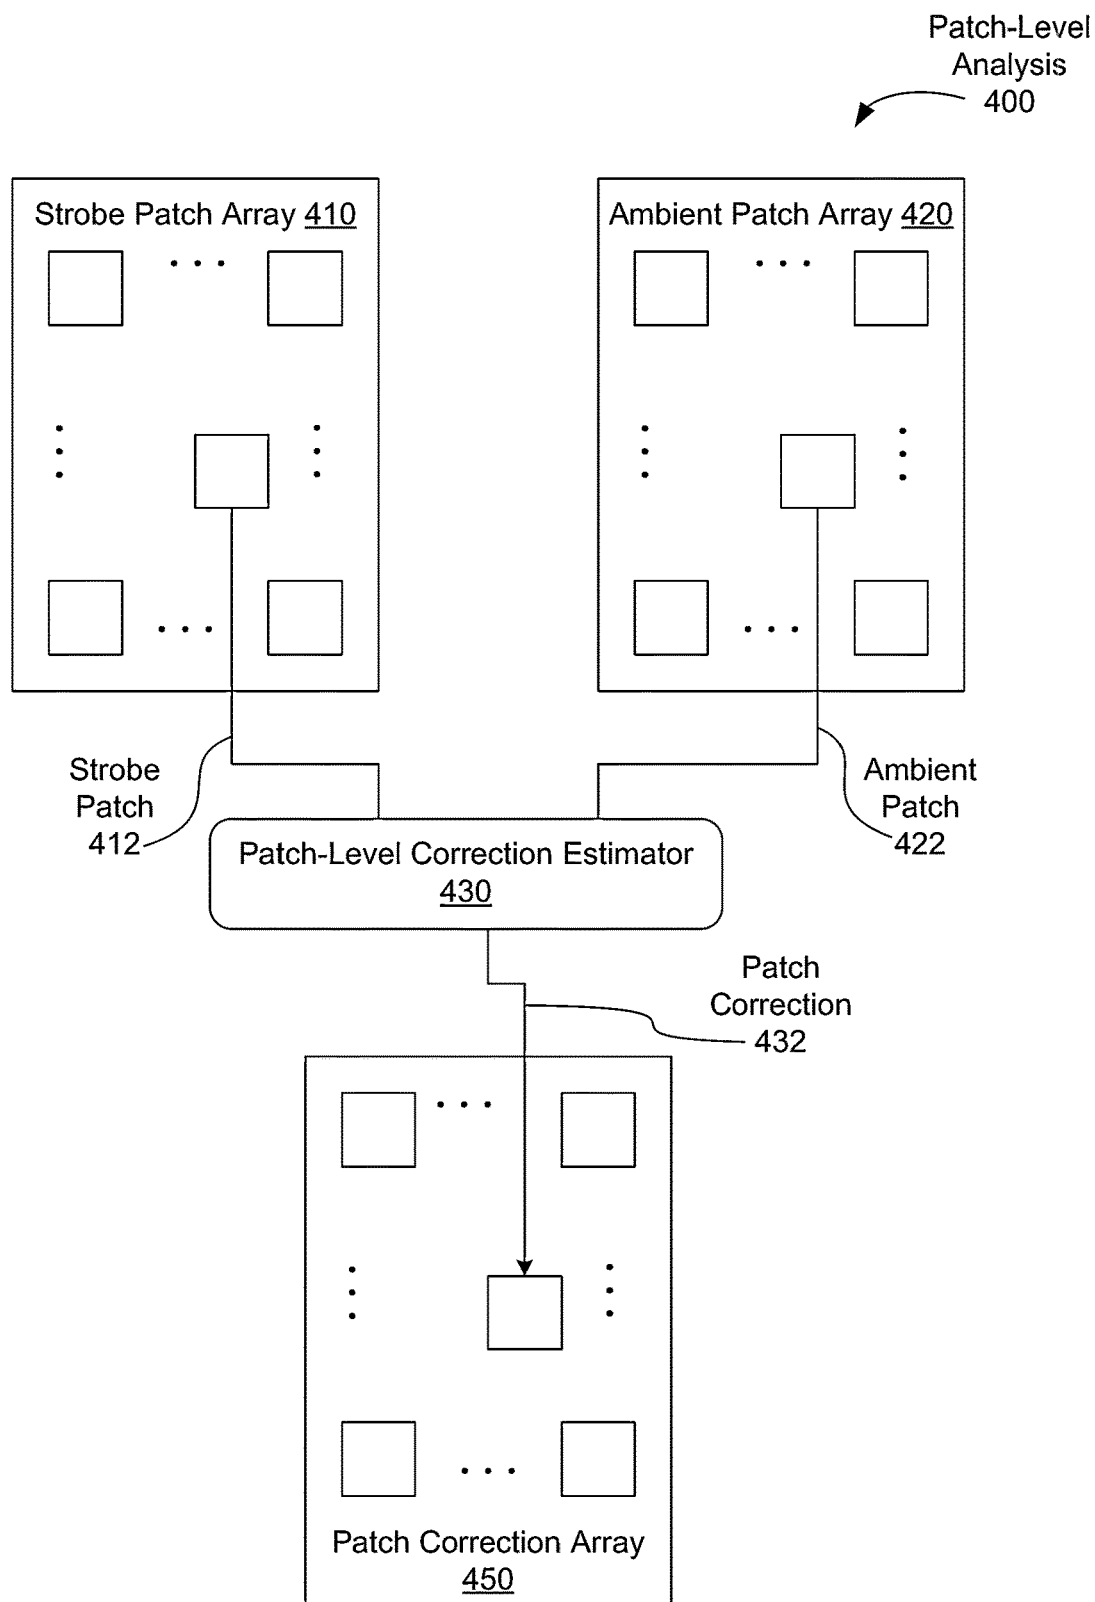 Patch-Level
Analysis
400
Strobe Patch Array 410
Ambient Patch Array 420
Strobe
Patch
412
Ambient
Patch
422
Patch-Level Correction Estimator
430
Patch
Correction
432
Patch Correction Array
450